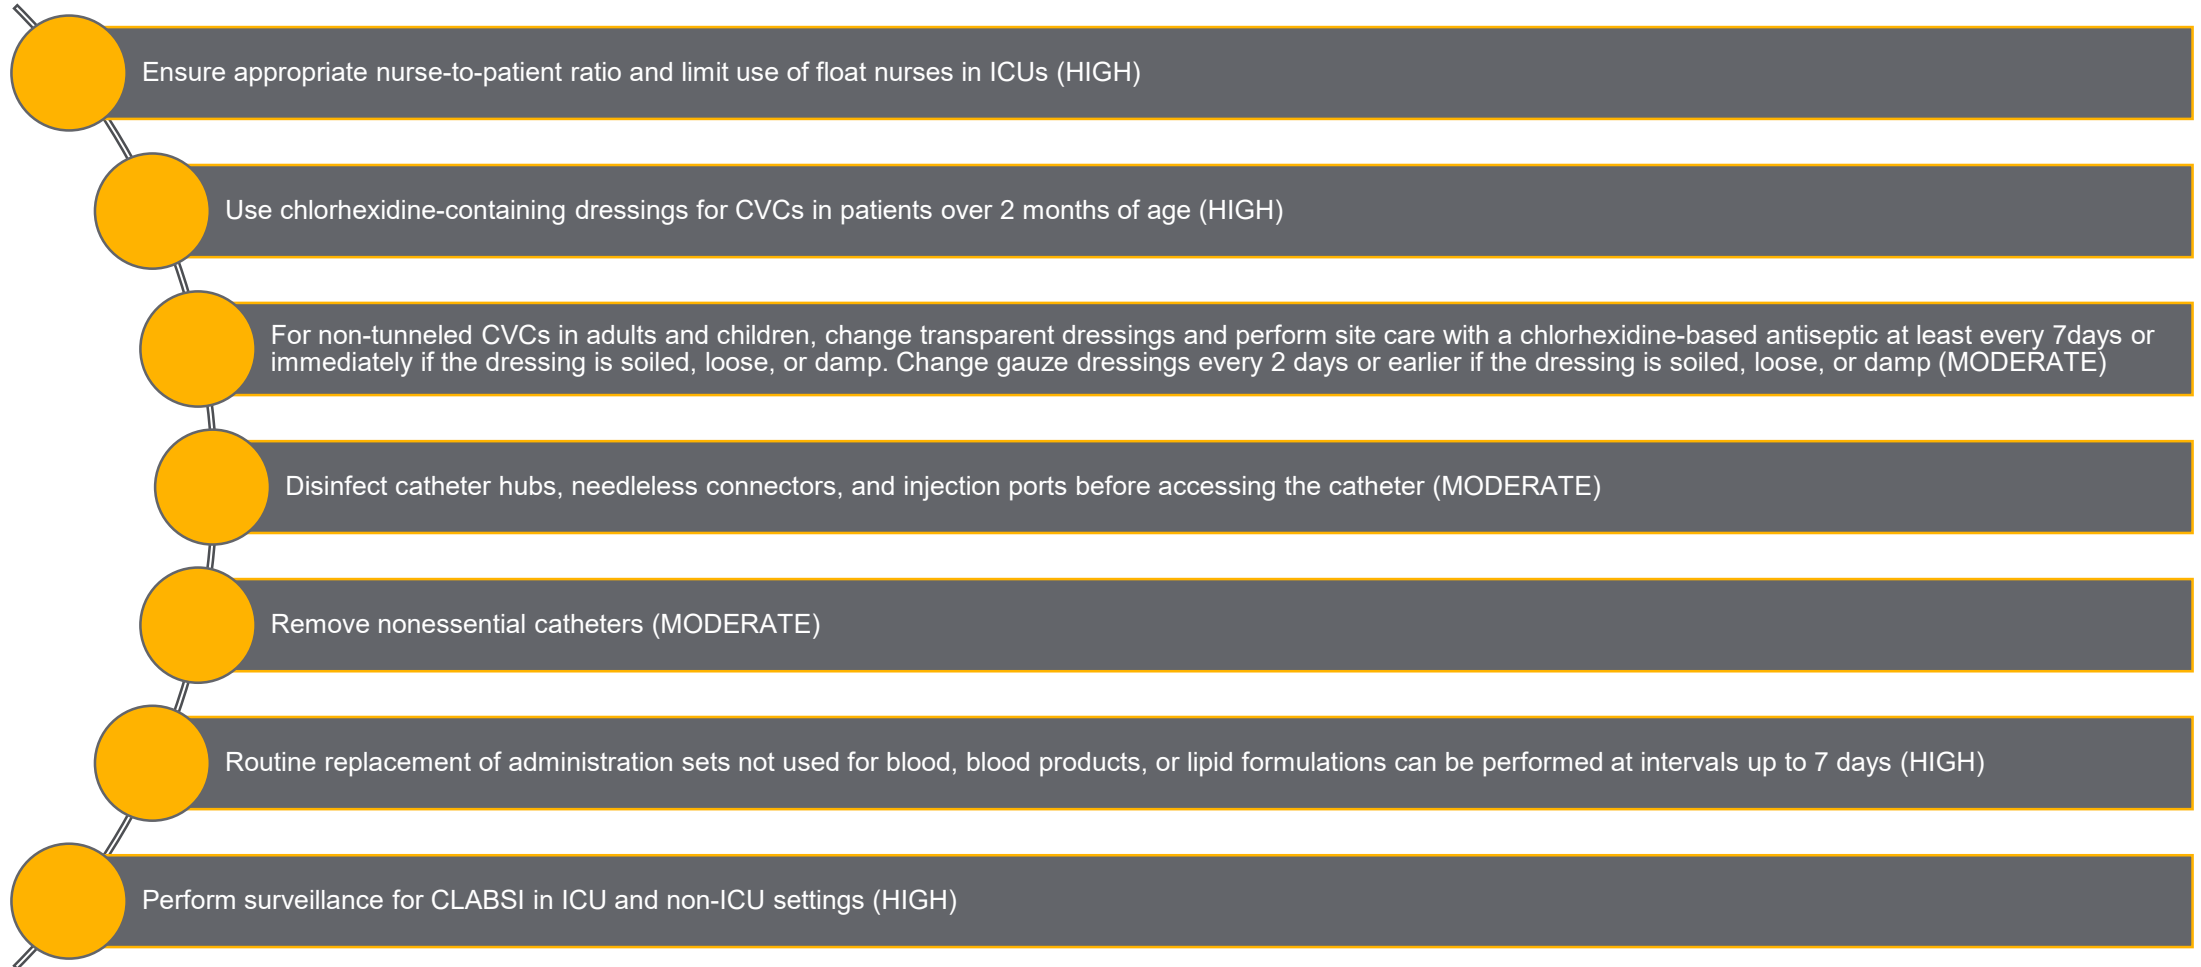 Ensure appropriate nurse-to-patient ratio and limit use of float nurses in ICUs (HIGH)
Use chlorhexidine-containing dressings for CVCs in patients over 2 months of age (HIGH)
For non-tunneled CVCs in adults and children, change transparent dressings and perform site care with a chlorhexidine-based antiseptic at least every 7days or
immediately if the dressing is soiled, loose, or damp. Change gauze dressings every 2 days or earlier if the dressing is soiled, loose, or damp (MODERATE)
Disinfect catheter hubs, needleless connectors, and injection ports before accessing the catheter (MODERATE)
Remove nonessential catheters (MODERATE)
Routine replacement of administration sets not used for blood, blood products, or lipid formulations can be performed at intervals up to 7 days (HIGH)
Perform surveillance for CLABSI in ICU and non-ICU settings (HIGH)